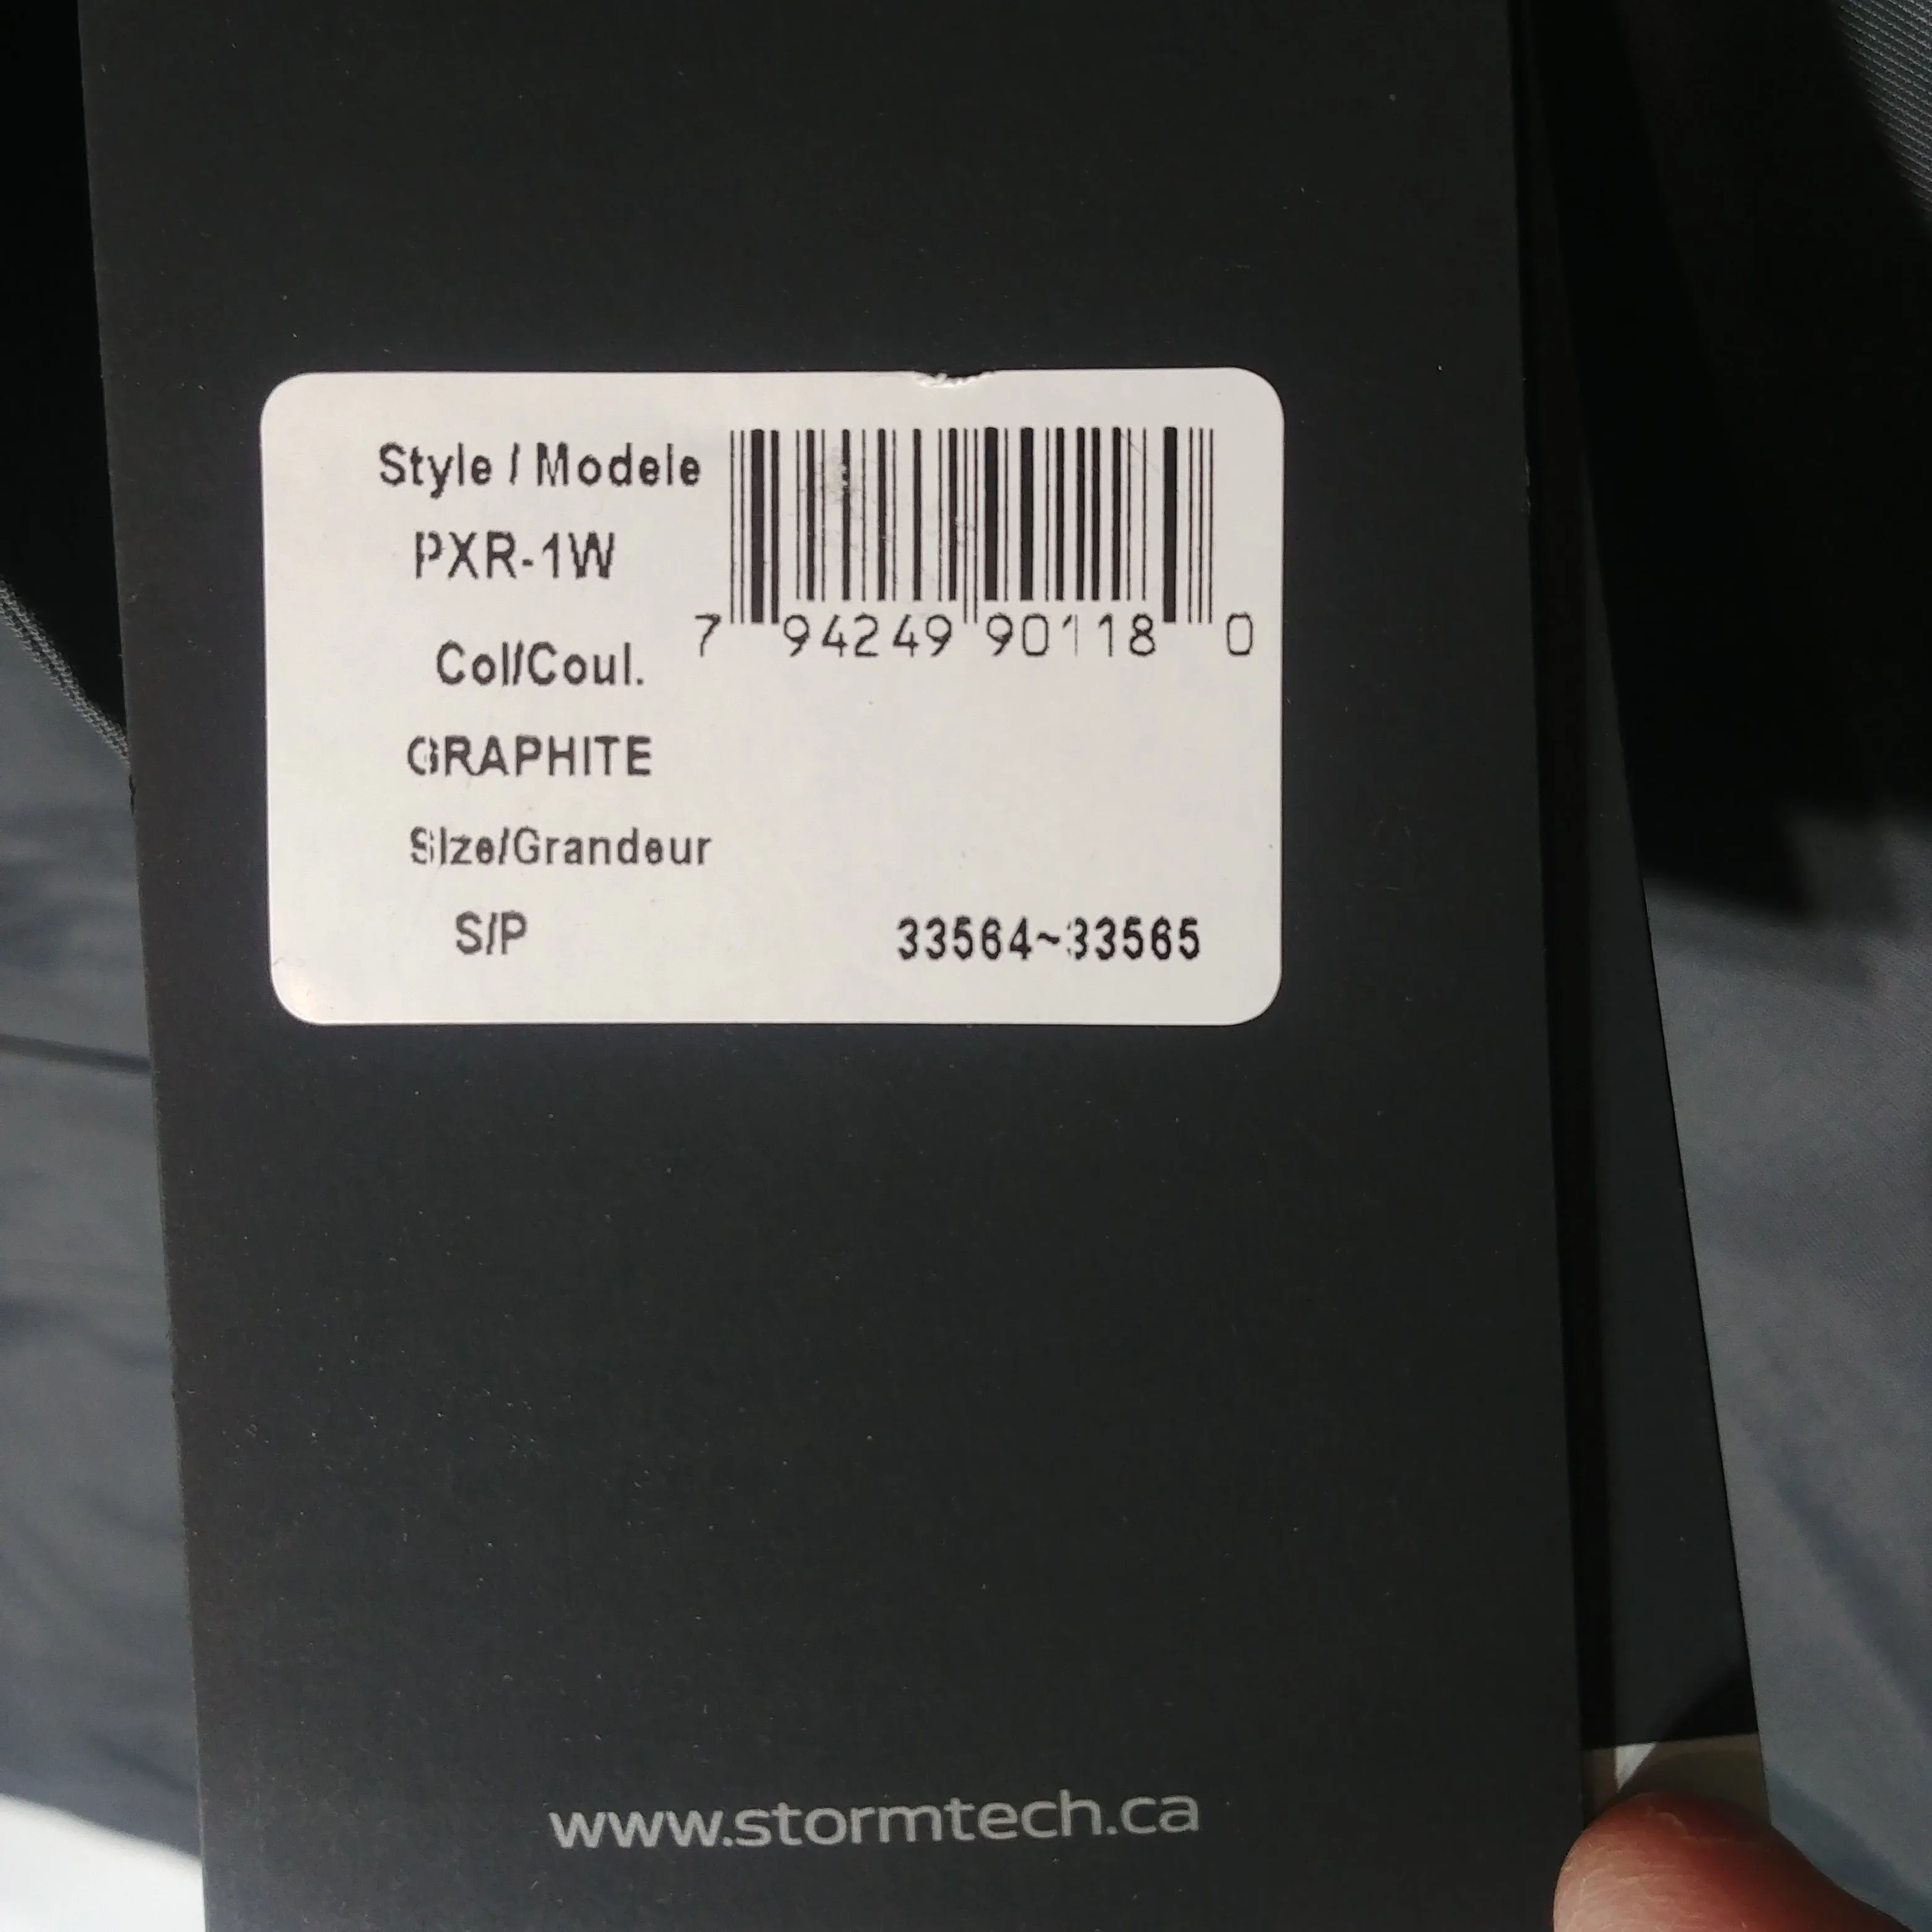 Style / Modele
PXR-1W
7 94249 90118 0
Col/Coul.
GRAPHITE
Size/Grandeur
S/P
33564~33565
www.stormtech.ca